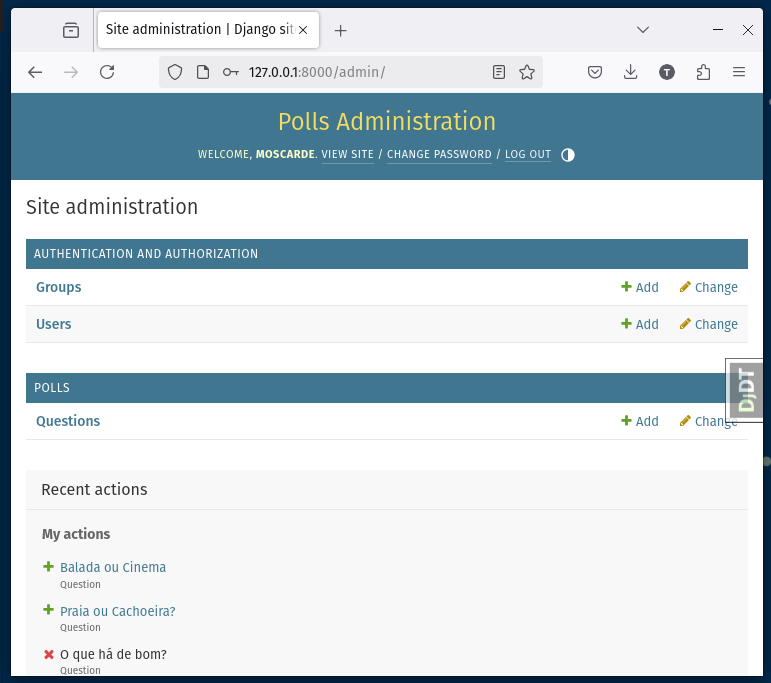 Site administration | Django sit
127.0.0.1:8000/admin/
T
Polls Administration
WELCOME, MOSCARDE. VIEW SITE / CHANGE PASSWORD / LOG OUT
Site administration
AUTHENTICATION AND AUTHORIZATION
Groups Add Change
Users Add Change
POLLS
DjDT
Questions Add Change
Recent actions
My actions
Balada ou Cinema
Question
Praia ou Cachoeira?
Question
O que há de bom?
Question